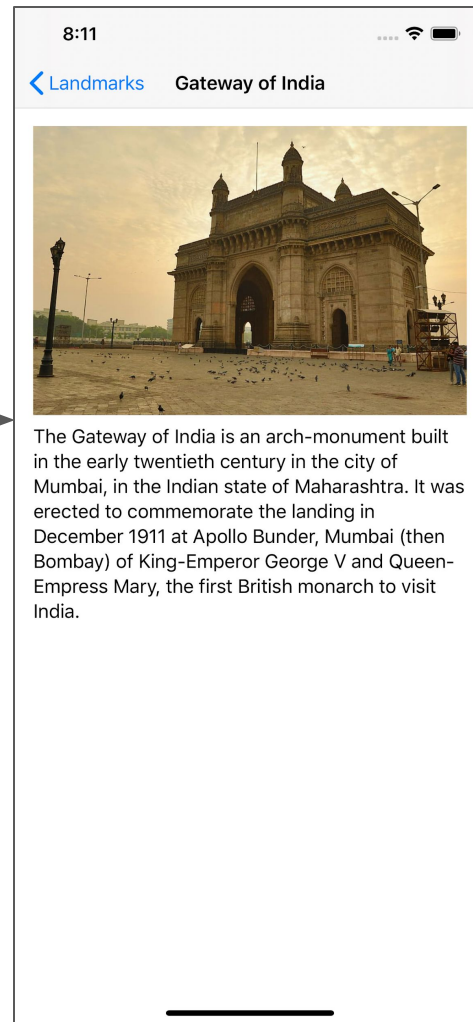 8:11
Landmarks Gateway of India
The Gateway of India is an arch-monument built
in the early twentieth century in the city of
Mumbai, in the Indian state of Maharashtra. It was
erected to commemorate the landing in
December 1911 at Apollo Bunder, Mumbai (then
Bombay) of King-Emperor George V and Queen-
Empress Mary, the first British monarch to visit
India.